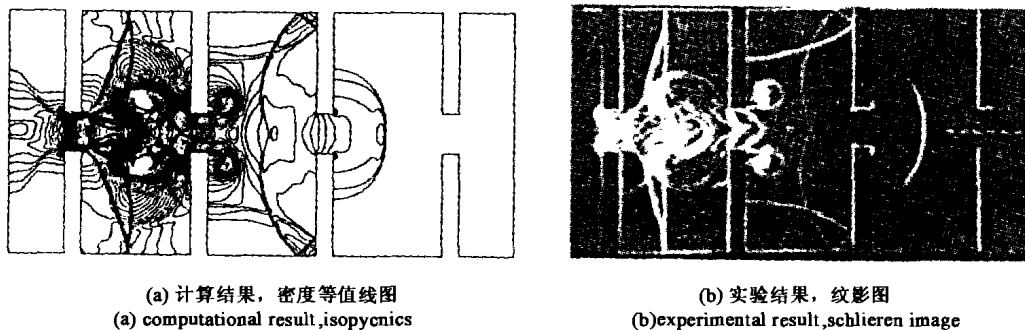 (a) 计算结果，密度等值线图
(a) computational result,isopycnics
(b) 实验结果，纹影图
(b)experimental result,schlieren image